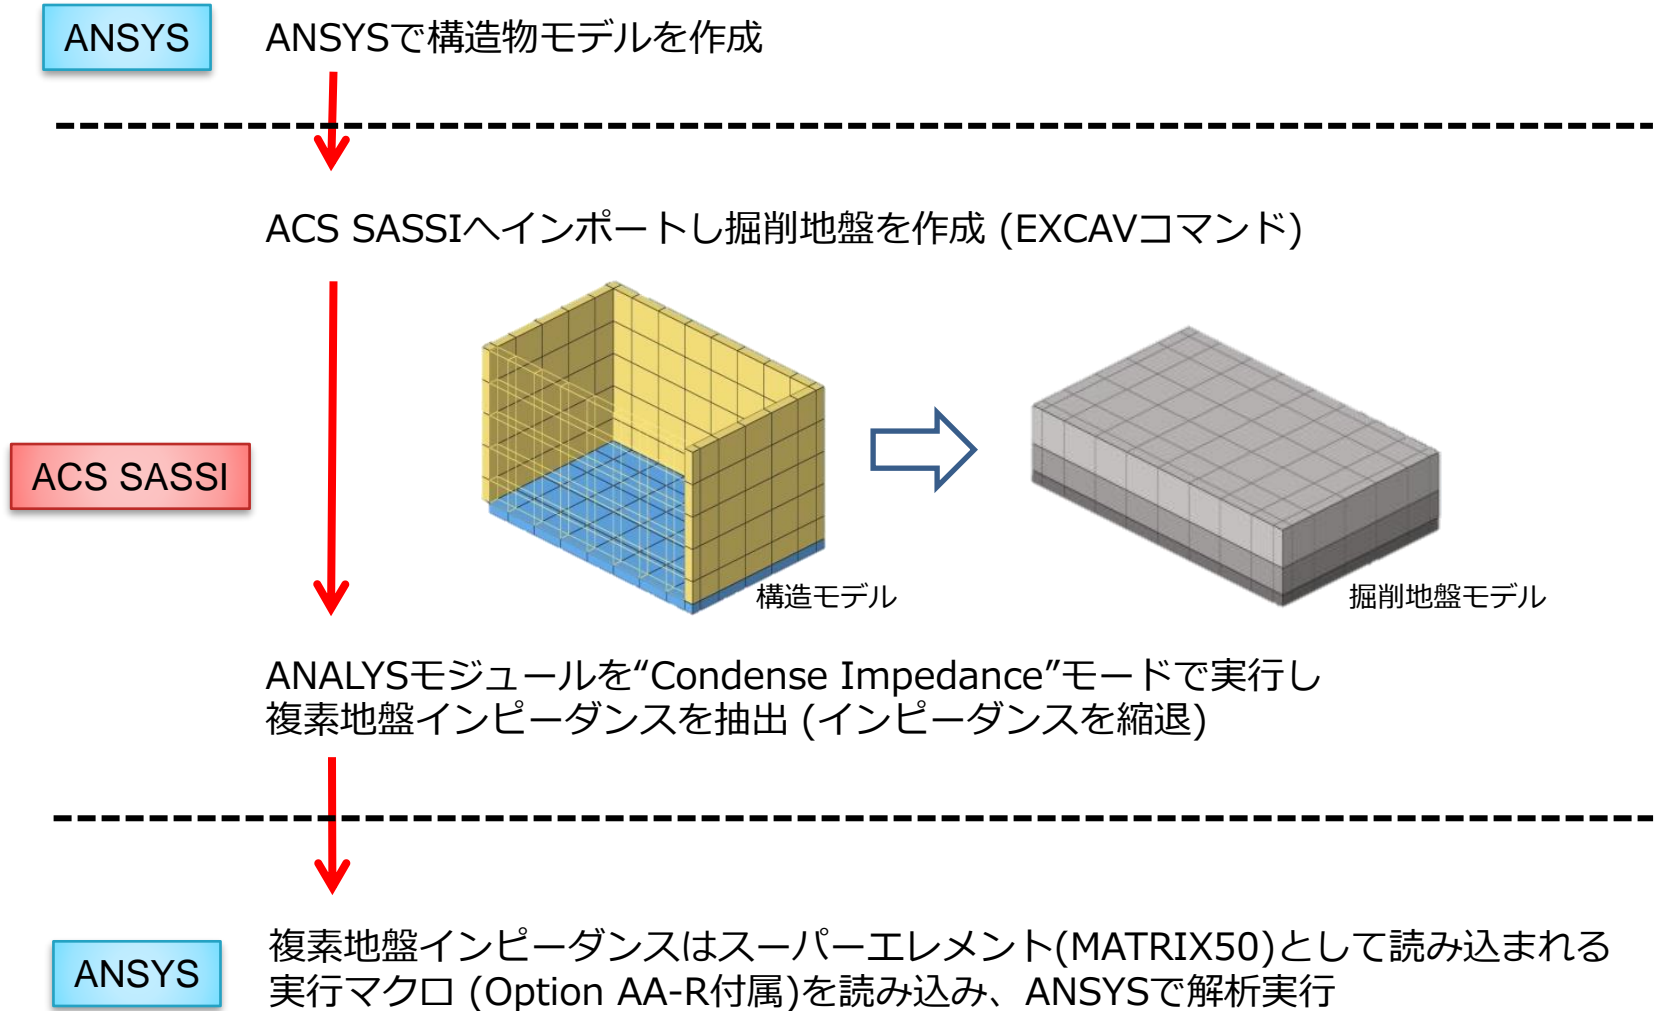 ANSYS
ANSYSで構造物モデルを作成
ACS SASSIへインポートし掘削地盤を作成 (EXCAVコマンド)
ACS SASSI
構造モデル
掘削地盤モデル
ANALYSモジュールを“Condense Impedance”モードで実行し
複素地盤インピーダンスを抽出 (インピーダンスを縮退)
ANSYS
複素地盤インピーダンスはスーパーエレメント(MATRIX50)として読み込まれる
実行マクロ (Option AA-R付属)を読み込み、ANSYSで解析実行